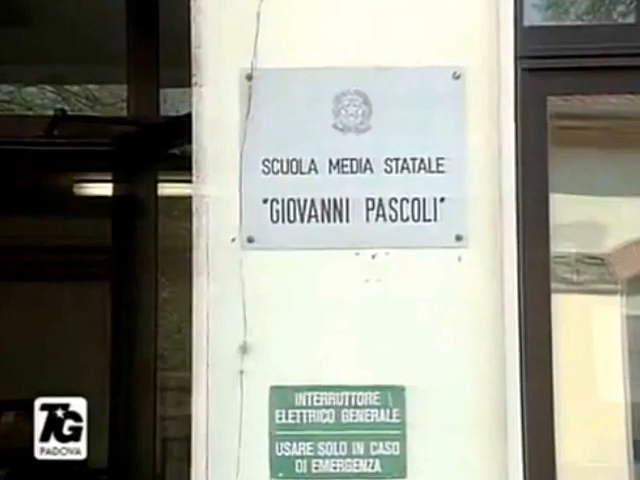 SCUOLA MEDIA STATALE
"GIOVANNI PASCOLI"
INTERRUTTORE
ELETTRICO GENERALE
USARE SOLO IN CASO
DI EMERGENZA
TG
PADOVA